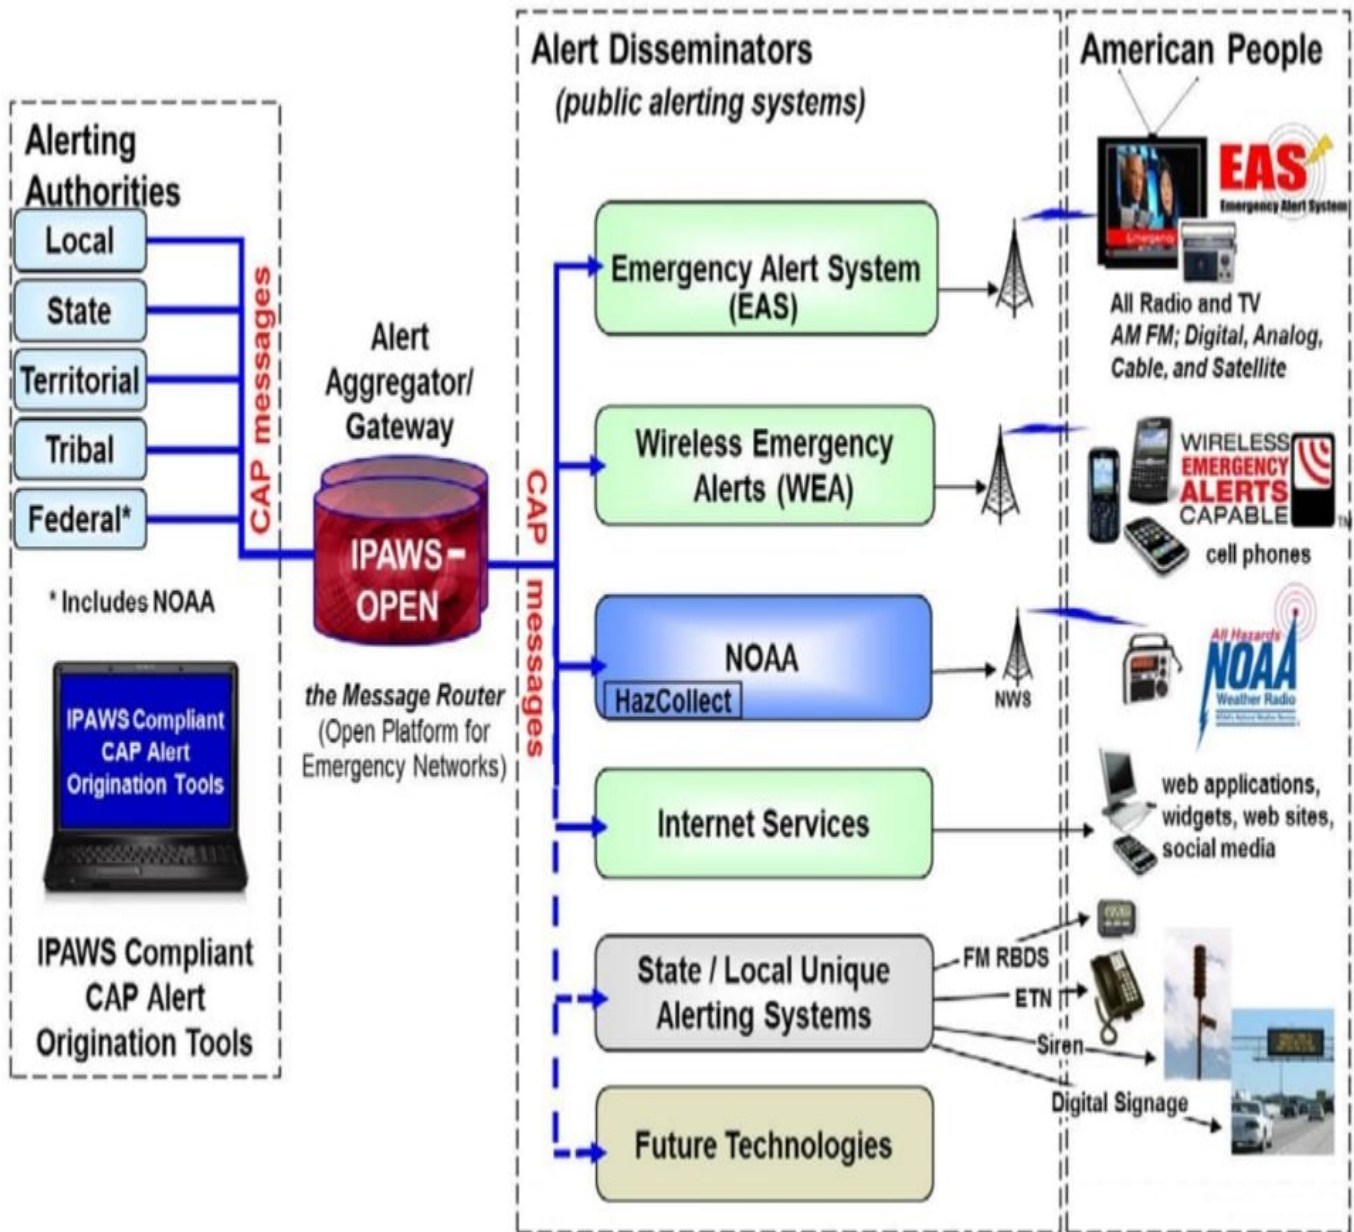 Alerting
Authorities
Local
State
Territorial
Tribal
Federal*
* Includes NOAA
IPAWS Compliant
CAP Alert
Origination Tools
IPAWS Compliant
CAP Alert
Origination Tools
CAP messages
Alert
Aggregator/
Gateway
IPAWS-
OPEN
the Message Router
(Open Platform for
Emergency Networks)
CAP messages
Alert Disseminators
(public alerting systems)
Emergency Alert System
(EAS)
Wireless Emergency
Alerts (WEA)
NOAA
HazCollect
NWS
Internet Services
State / Local Unique
Alerting Systems
FM RBDS
ETN
Siren
Digital Signage
Future Technologies
American People
Emergency
EAS
Emergency Alert System
All Radio and TV
AM FM; Digital, Analog,
Cable, and Satellite
WIRELESS
EMERGENCY
ALERTS
CAPABLE
TM
cell phones
All Hazards
NOAA
Weather Radio
web applications,
widgets, web sites,
social media